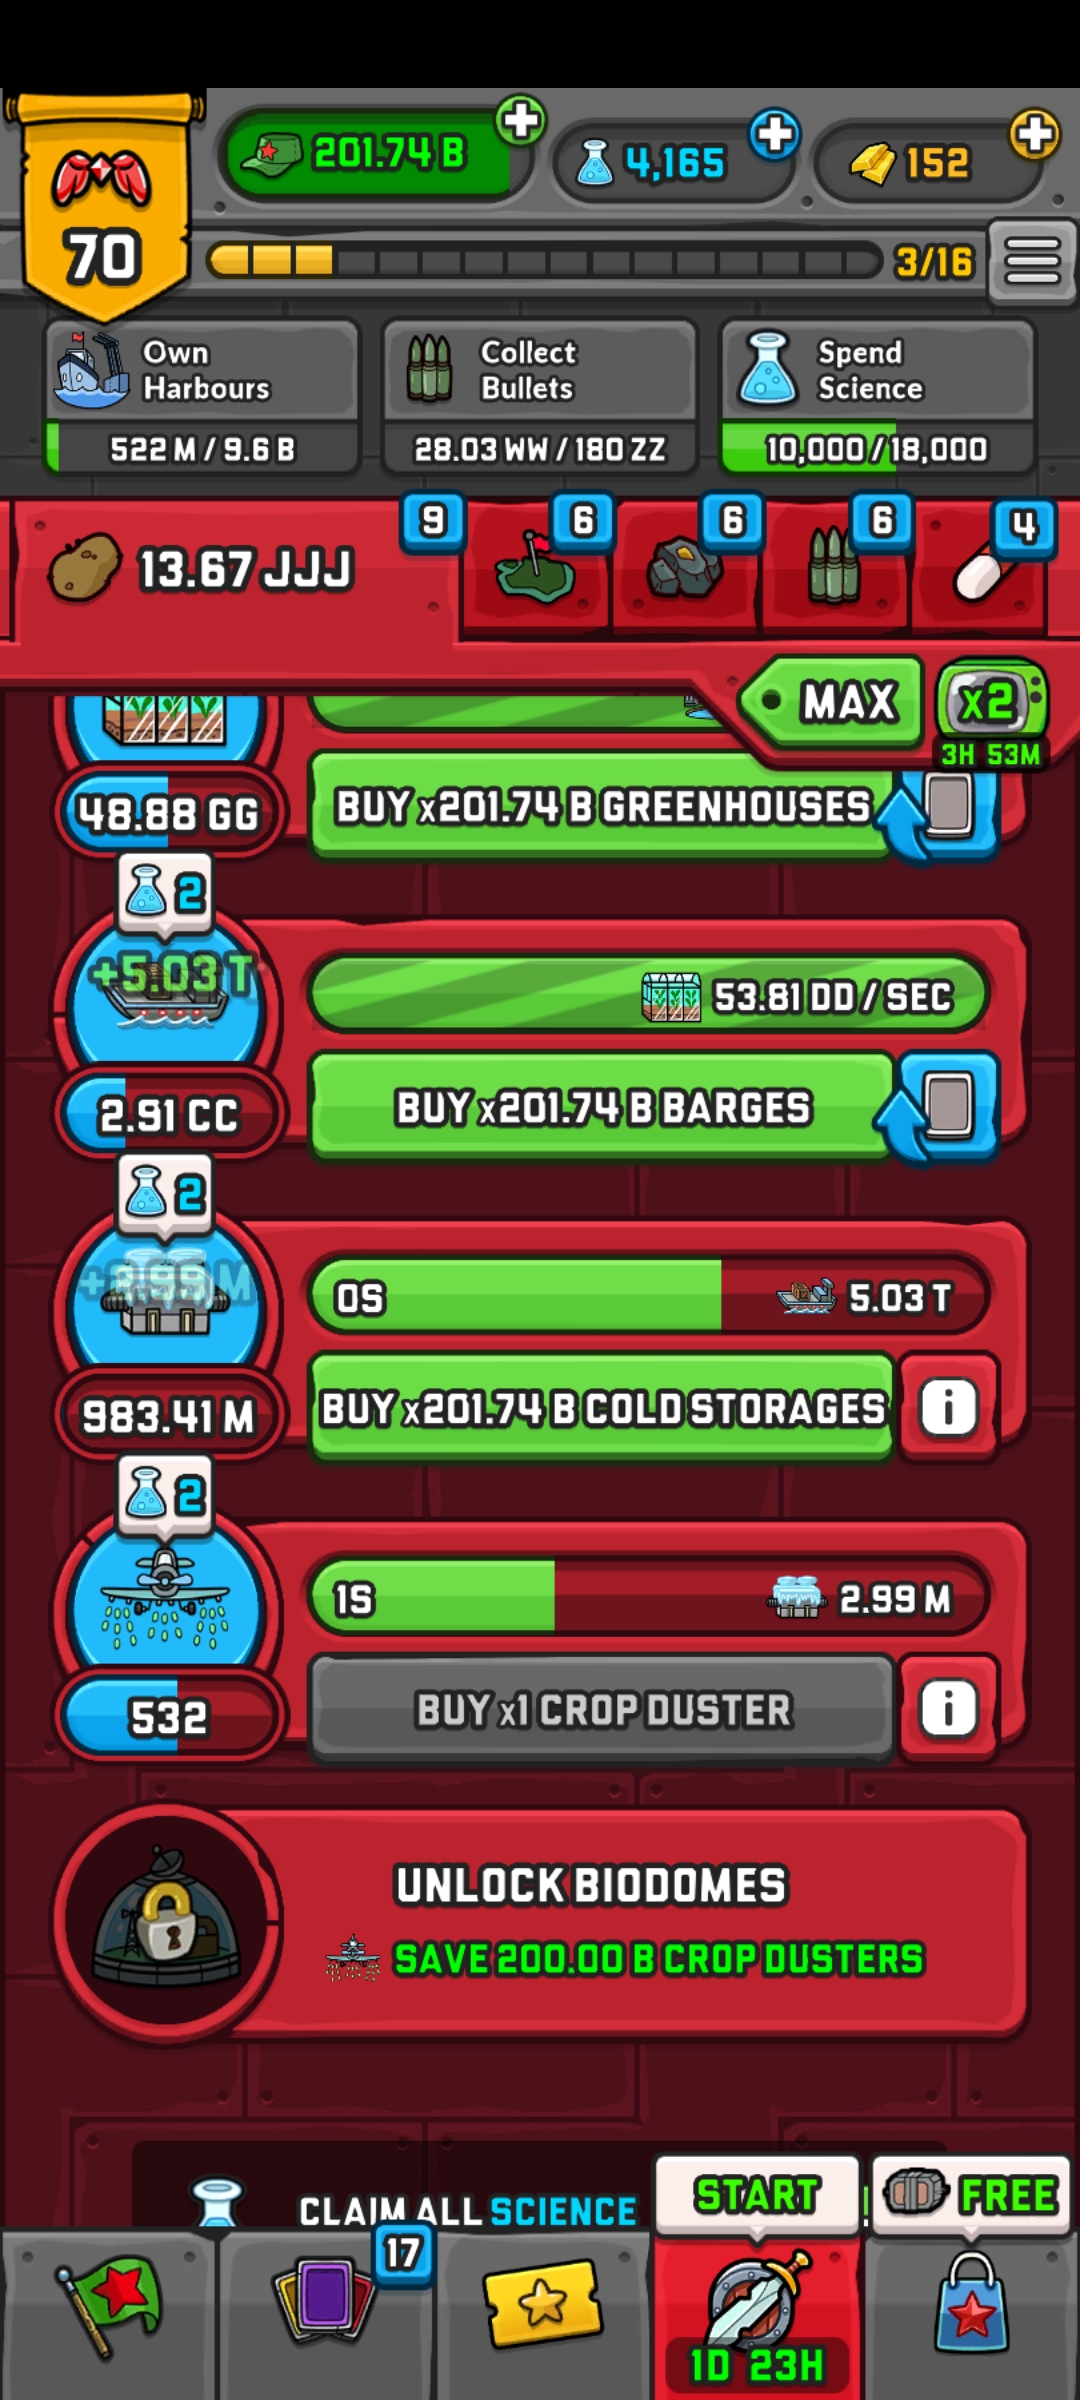 201.74 B
4,165
152
70
3/16
Own
Harbours
522 M / 9.6 B
Collect
Bullets
28.03 WW / 180 ZZ
Spend
Science
10,000 / 18,000
13.67 JJJ
9
6
6
6
4
MAX
x2
3H 53M
48.88 GG
BUY x201.74 B GREENHOUSES
2
+5.03 T
53.81 DD / SEC
2.91 CC
BUY x201.74 B BARGES
2
+2.99 M
0S
5.03 T
983.41 M
BUY x201.74 B COLD STORAGES
i
2
1S
2.99 M
532
BUY x1 CROP DUSTER
i
UNLOCK BIODOMES
SAVE 200.00 B CROP DUSTERS
CLAIM ALL SCIENCE
START
FREE
17
1D 23H